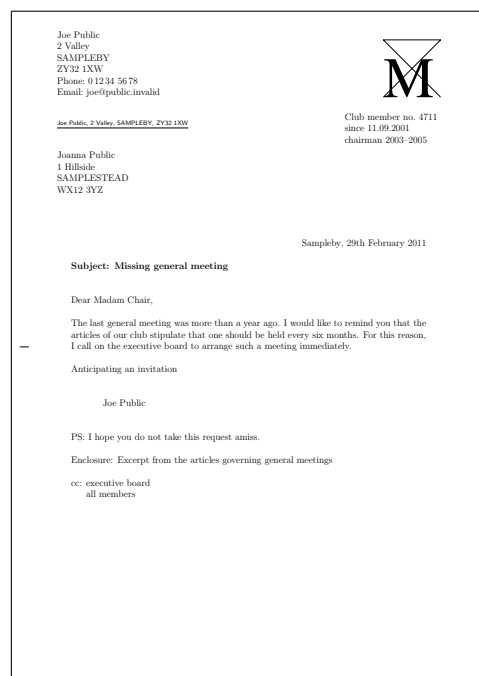 Joe Public
2 Valley
SAMPLEBY
ZY32 1XW
Phone: 0 12 34 56 78
Email: joe@public.invalid
M
Club member no. 4711
since 11.09.2001
chairman 2003–2005
Joe Public, 2 Valley, SAMPLEBY, ZY32 1XW
Joanna Public
1 Hillside
SAMPLESTEAD
WX12 3YZ
Sampleby, 29th February 2011
Subject: Missing general meeting
Dear Madam Chair,
The last general meeting was more than a year ago. I would like to remind you that the
articles of our club stipulate that one should be held every six months. For this reason,
I call on the executive board to arrange such a meeting immediately.
Anticipating an invitation
Joe Public
PS: I hope you do not take this request amiss.
Enclosure: Excerpt from the articles governing general meetings
cc: executive board
all members